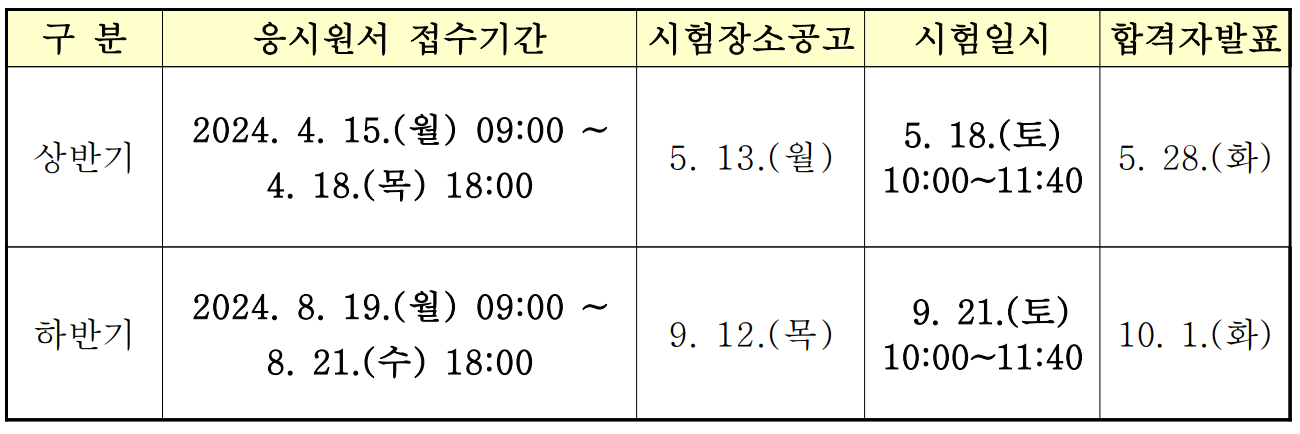 구 분 응시원서 접수기간 시험장소공고 시험일시 합격자발표
상반기
2024. 4. 15.(월) 09:00 ~
4. 18.(목) 18:00
5. 13.(월)
5. 18.(토)
10:00~11:40
5. 28.(화)
하반기
2024. 8. 19.(월) 09:00 ~
8. 21.(수) 18:00
9. 12.(목)
9. 21.(토)
10:00~11:40
10. 1.(화)